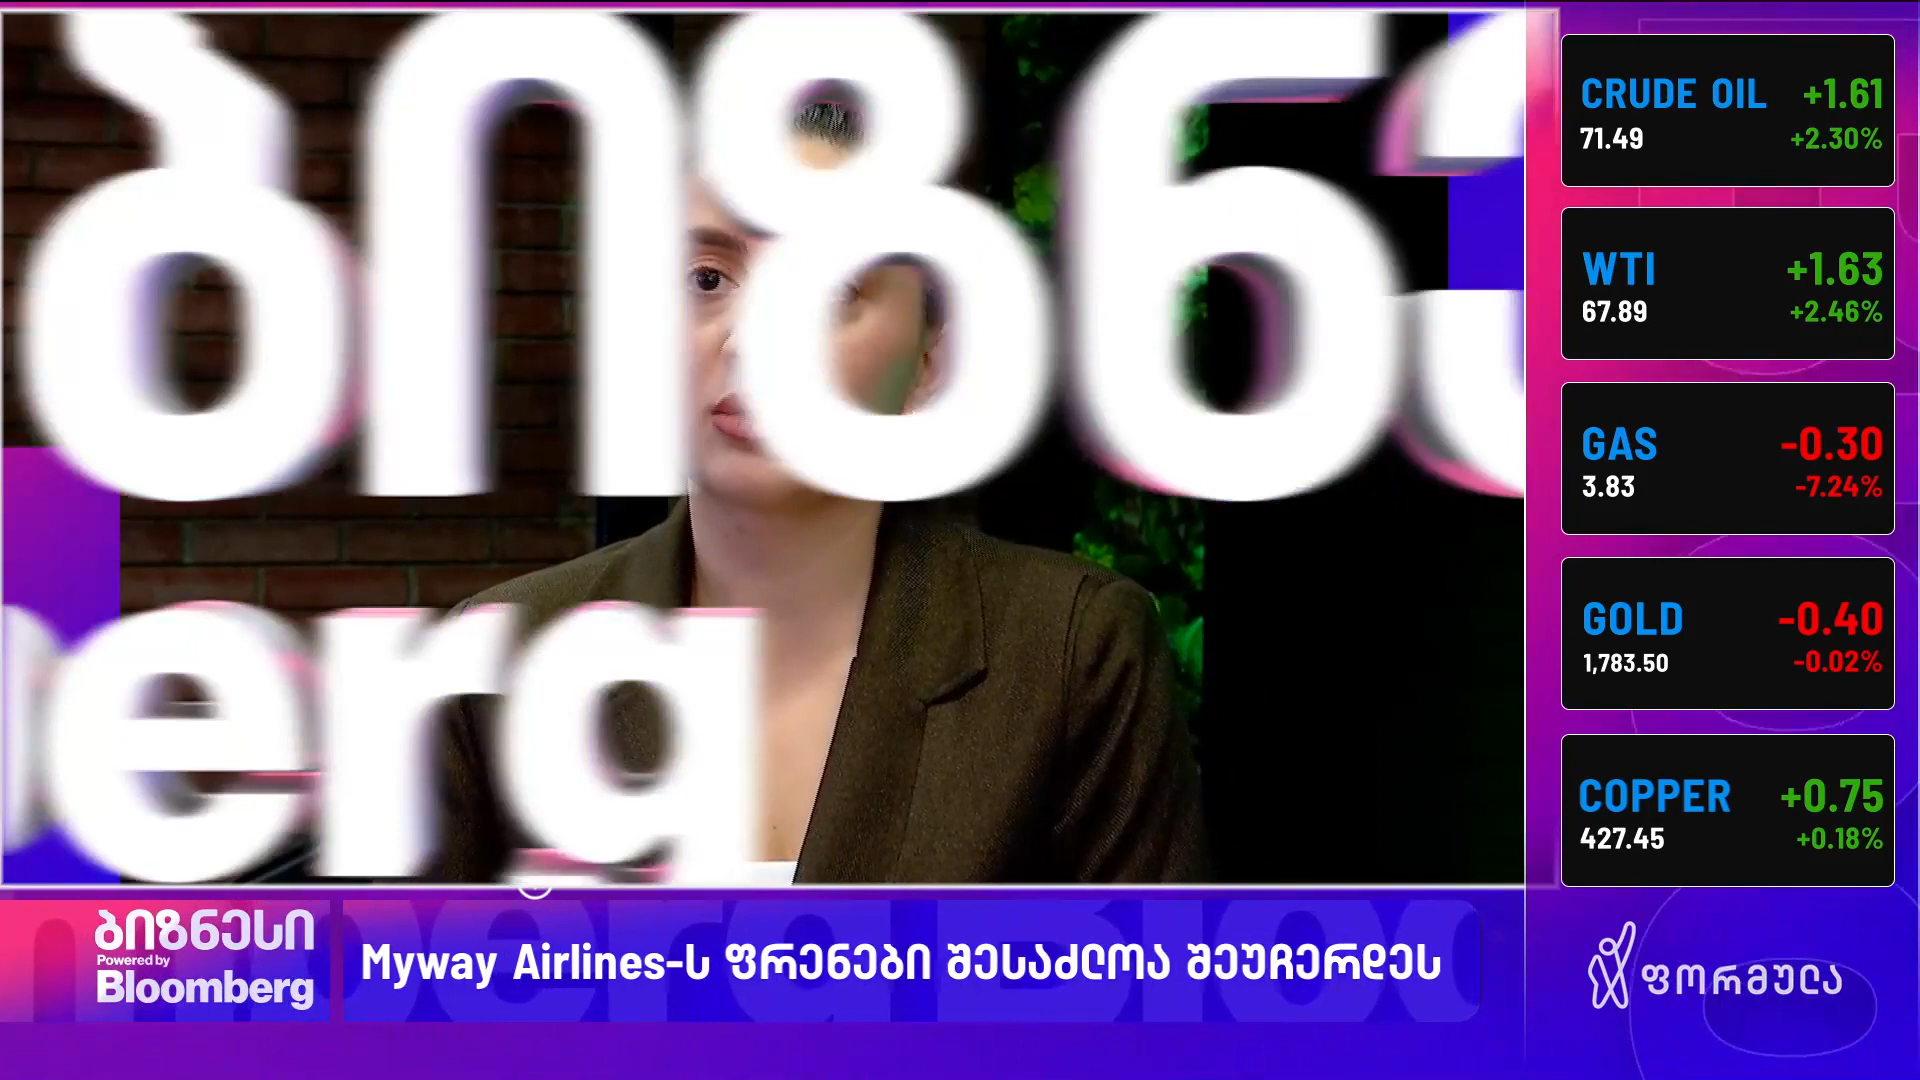 ბიზნ
erg
CRUDE OIL +1.61
71.49 +2.30%
WTI +1.63
67.89 +2.46%
GAS -0.30
3.83 -7.24%
GOLD -0.40
1,783.50 -0.02%
COPPER +0.75
427.45 +0.18%
ბიზნესი
Powered by
Bloomberg
Myway Airlines-ს ფრენები შესაძლოა შეუჩერდეს
ფორმულა